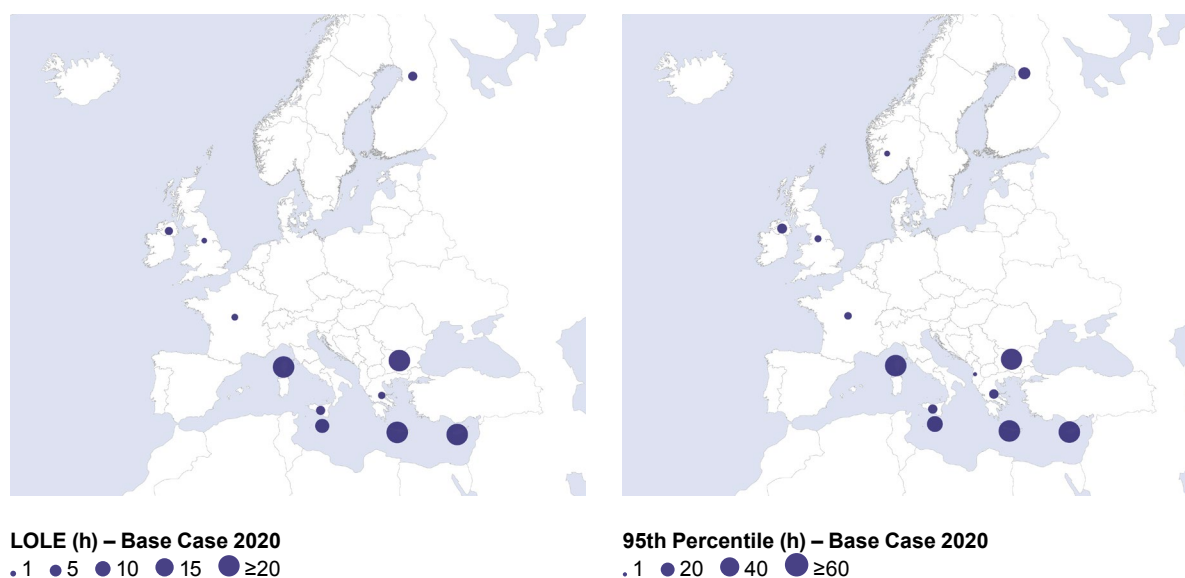 LOLE (h) – Base Case 2020
1 5 10 15 ≥20
95th Percentile (h) – Base Case 2020
1 20 40 ≥60